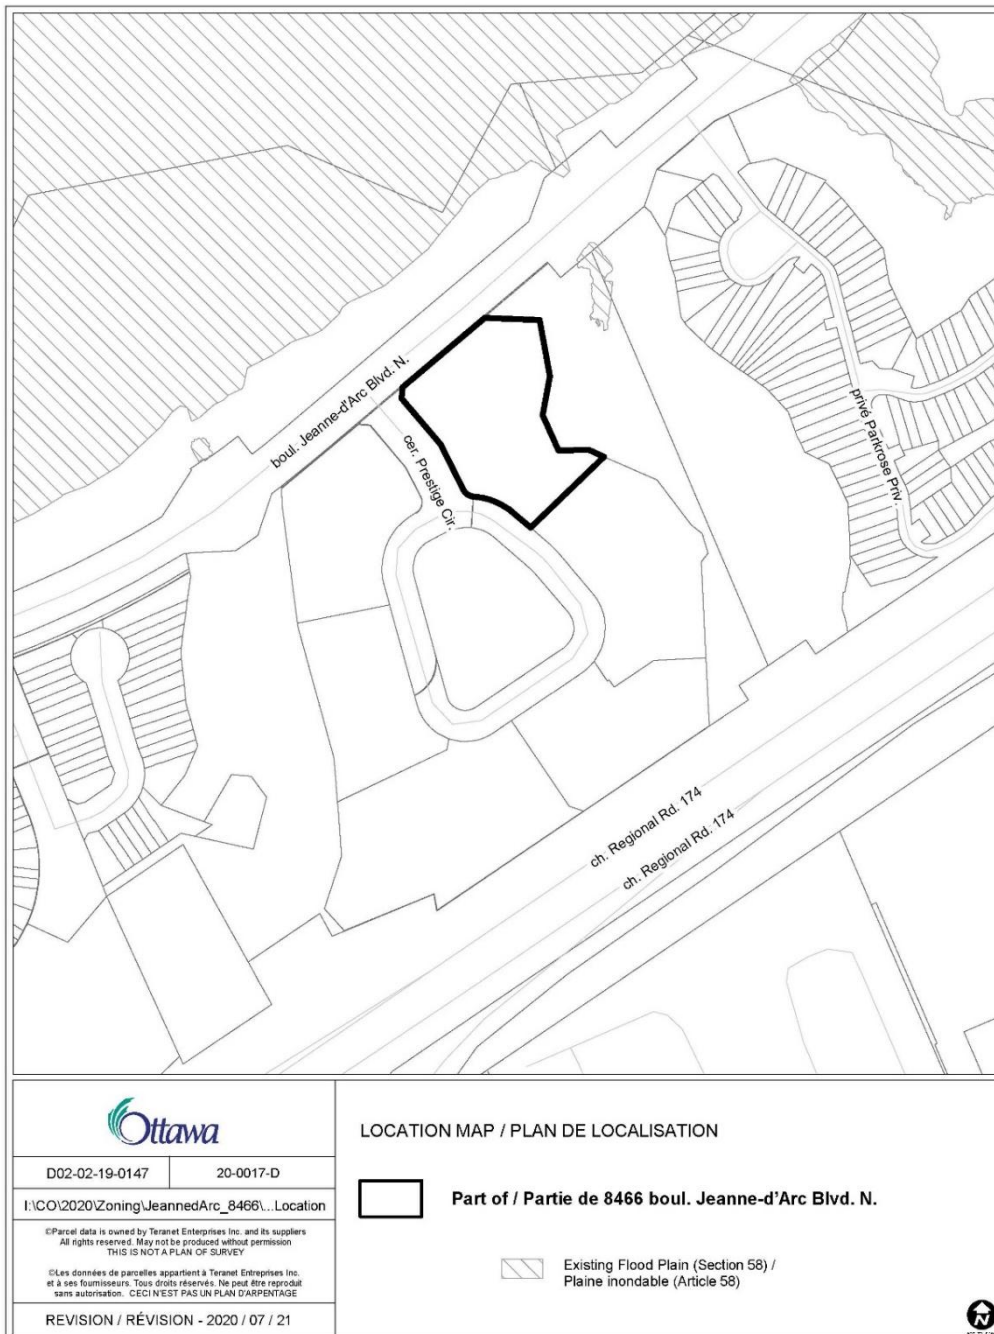 boul. Jeanne-d'Arc Blvd. N.
cer. Prestige Cir.
privé Parkrose Priv.
ch. Regional Rd. 174
ch. Regional Rd. 174
Ottawa
D02-02-19-0147
20-0017-D
I:\CO\2020\Zoning\JeannedArc_8466\...Location
©Parcel data is owned by Teranet Enterprises Inc. and its suppliers
All rights reserved. May not be produced without permission
THIS IS NOT A PLAN OF SURVEY
©Les données de parcelles appartient à Teranet Entreprises Inc.
et à ses fournisseurs. Tous droits réservés. Ne peut être reproduit
sans autorisation. CECI N'EST PAS UN PLAN D'ARPENTAGE
REVISION / RÉVISION - 2020 / 07 / 21
LOCATION MAP / PLAN DE LOCALISATION
Part of / Partie de 8466 boul. Jeanne-d'Arc Blvd. N.
Existing Flood Plain (Section 58) /
Plaine inondable (Article 58)
N